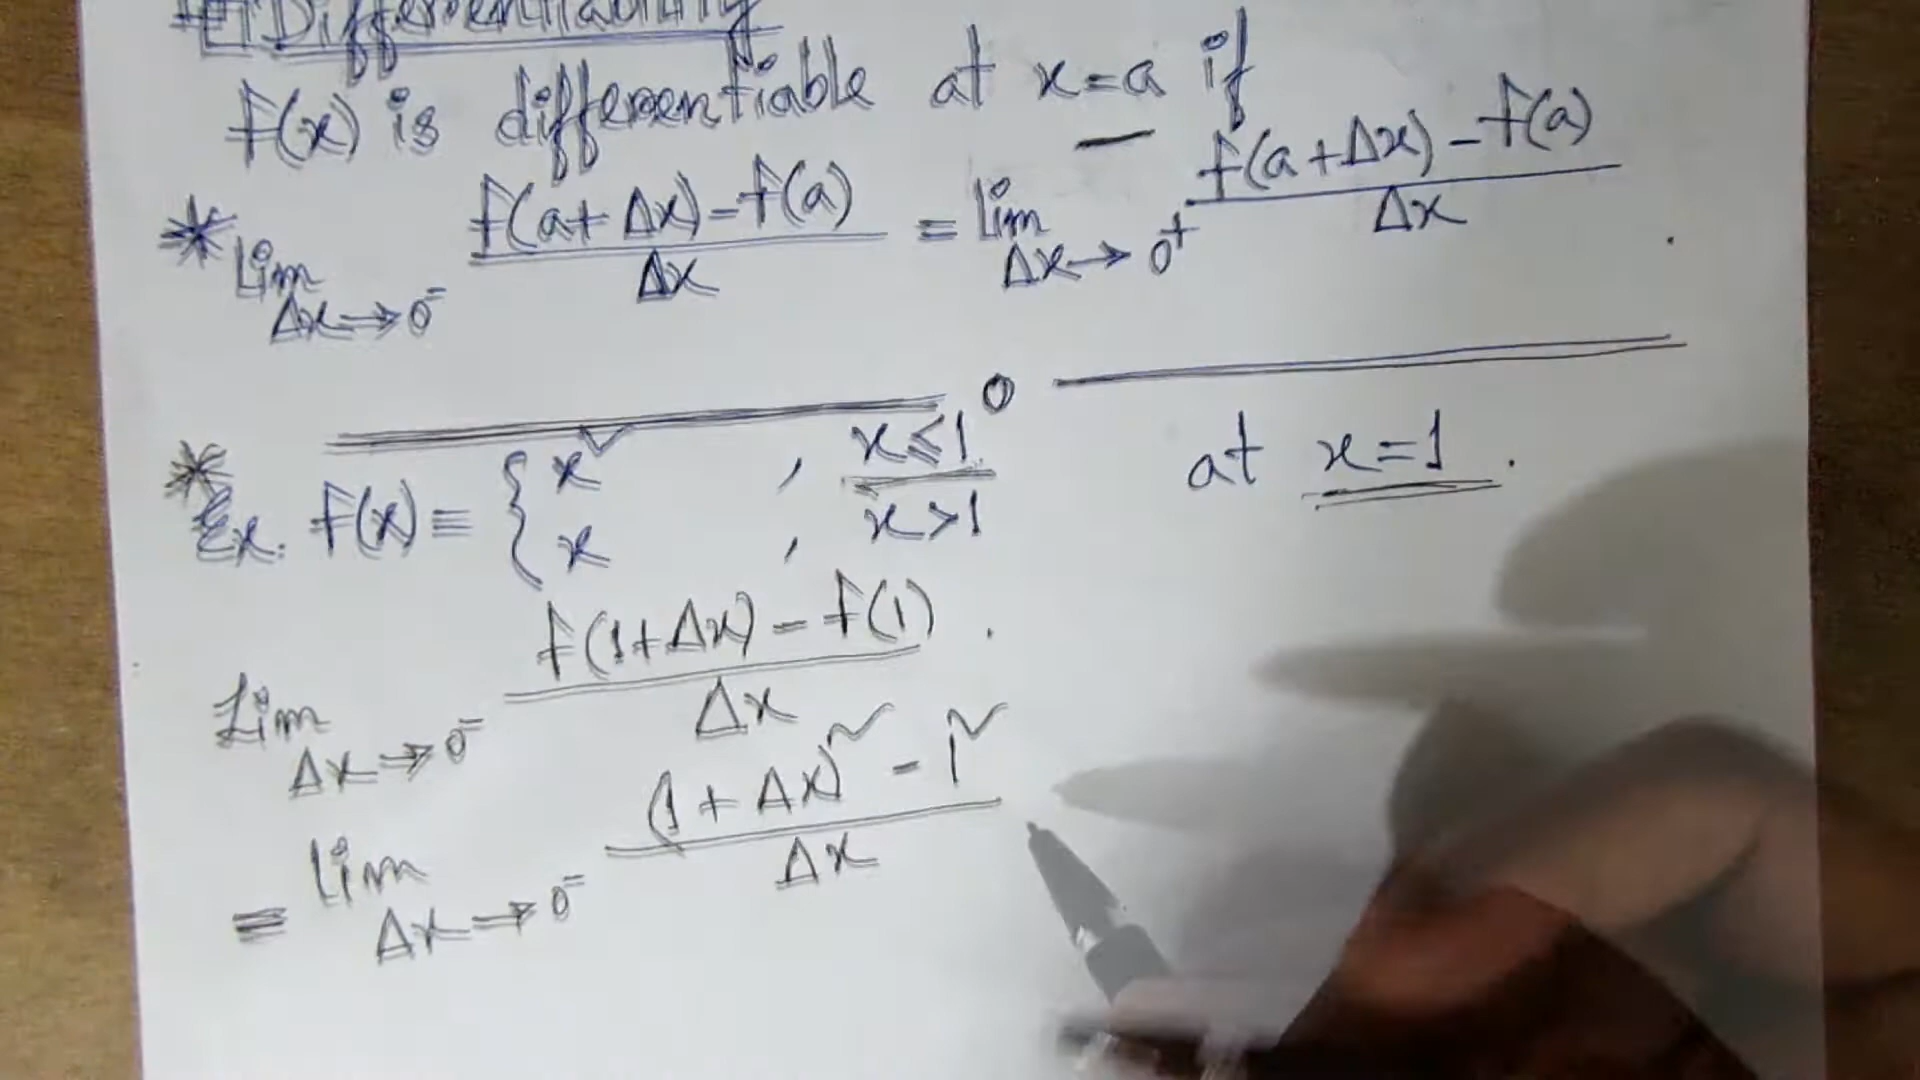 Differentiability
f(x) is differentiable at x=a if
* Lim Δx→0⁻ (f(a+Δx)-f(a))/Δx = lim Δx→0⁺ (f(a+Δx)-f(a))/Δx .
0
* Ex. f(x) = { x² , x≤1 at x=1 .
x , x>1
Lim Δx→0⁻ (f(1+Δx)-f(1))/Δx .
= lim Δx→0⁻ ((1+Δx)²-1²)/Δx